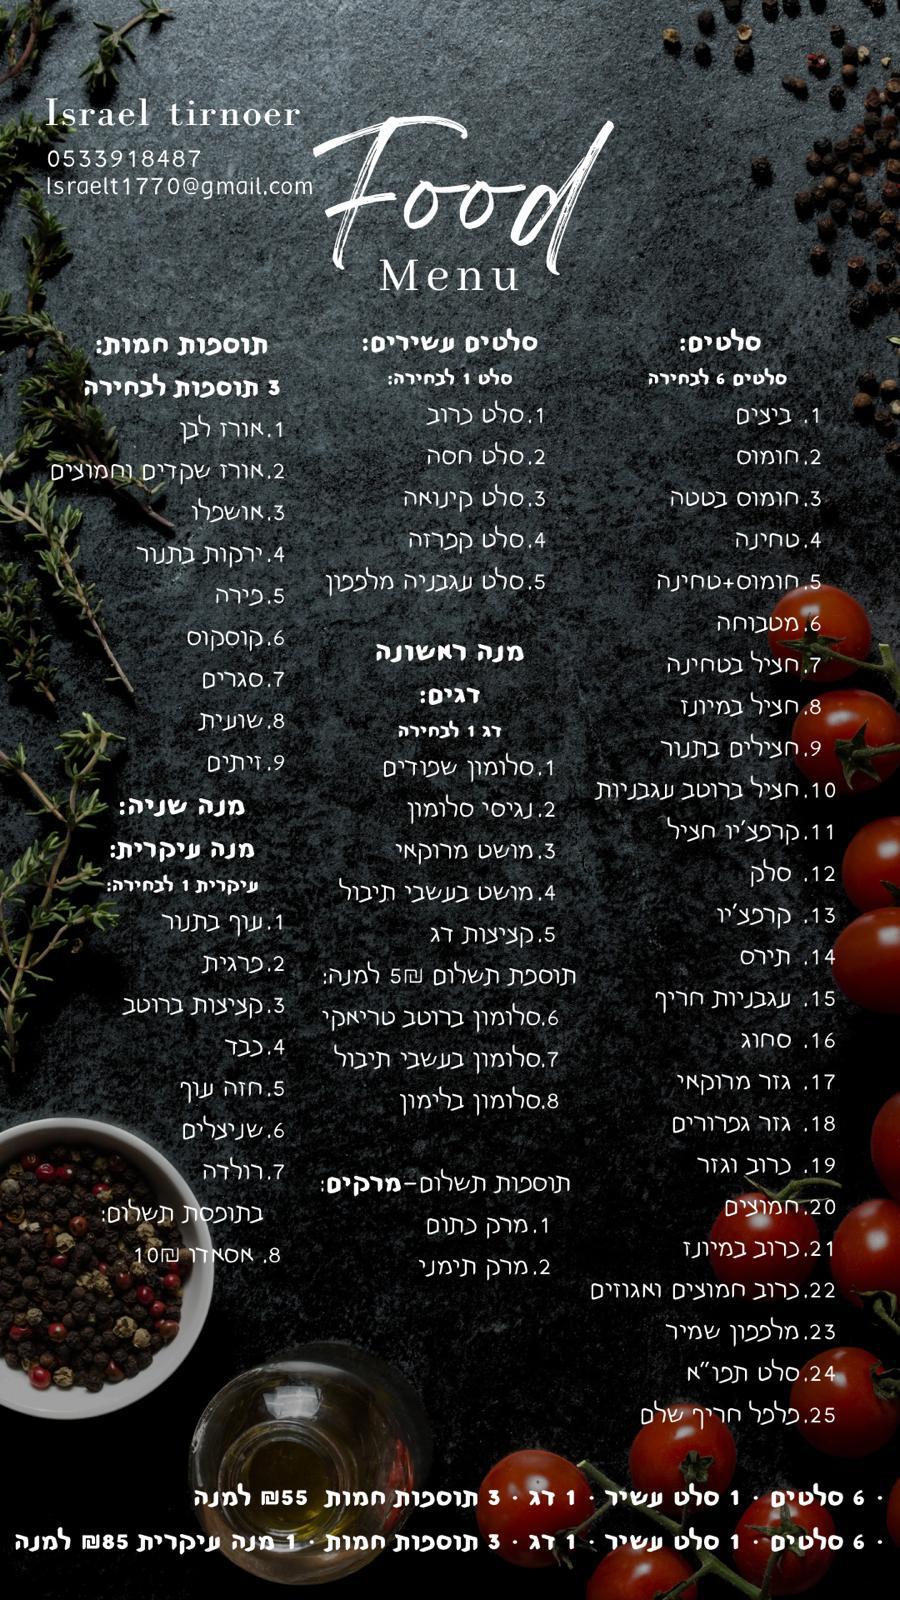 Israel tirnoer
0533918487
Israelt1770@gmail.com
Food
Menu
סלטים:
סלטים 6 לבחירה
1. ביצים
2.חומוס
3.חומוס בטטה
4.טחינה
5.חומוס+טחינה
6.מטבוחה
7.חציל בטחינה
8.חציל במיונז
9.חצילים בתנור
10.חציל ברוטב עגבניות
11.קרפצ'יו חציל
12. סלק
13. קרפצ'יו
14. תירס
15. עגבניות חריף
16. סחוג
17. גזר מרוקאי
18. גזר גפרורים
19. כרוב וגזר
20.חמוצים
21.כרוב במיונז
22.כרוב חמוצים ואגוזים
23.מלפפון שמיר
24.סלט תפו"א
25.פלפל חריף שלם
סלטים עשירים:
סלט 1 לבחירה:
1.סלט כרוב
2.סלט חסה
3.סלט קינואה
4.סלט קפרזה
5.סלט עגבניה מלפפון
מנה ראשונה
דגים:
דג 1 לבחירה
1.סלומון שפודים
2.נגיסי סלומון
3.מושט מרוקאי
4.מושט בעשבי תיבול
5.קציצות דג
תוספת תשלום 5₪ למנה:
6.סלומון ברוטב טריאקי
7.סלומון בעשבי תיבול
8.סלומון בלימון
תוספות תשלום-מרקים:
1.מרק כתום
2.מרק תימני
תוספות חמות:
3 תוספות לבחירה
1.אורז לבן
2.אורז שקדים וחמוצים
3.אושפלו
4.ירקות בתנור
5.פירה
6.קוסקוס
7.סגרים
8.שועית
9.זיתים
מנה שניה:
מנה עיקרית:
עיקרית 1 לבחירה:
1.עוף בתנור
2.פרגית
3.קציצות ברוטב
4.כבד
5.חזה עוף
6.שניצלים
7.רולדה
בתופסת תשלום:
8. אסאדו 10₪
· 6 סלטים · 1 סלט עשיר · 1 דג · 3 תוספות חמות 55₪ למנה
· 6 סלטים · 1 סלט עשיר · 1 דג · 3 תוספות חמות · 1 מנה עיקרית 85₪ למנה